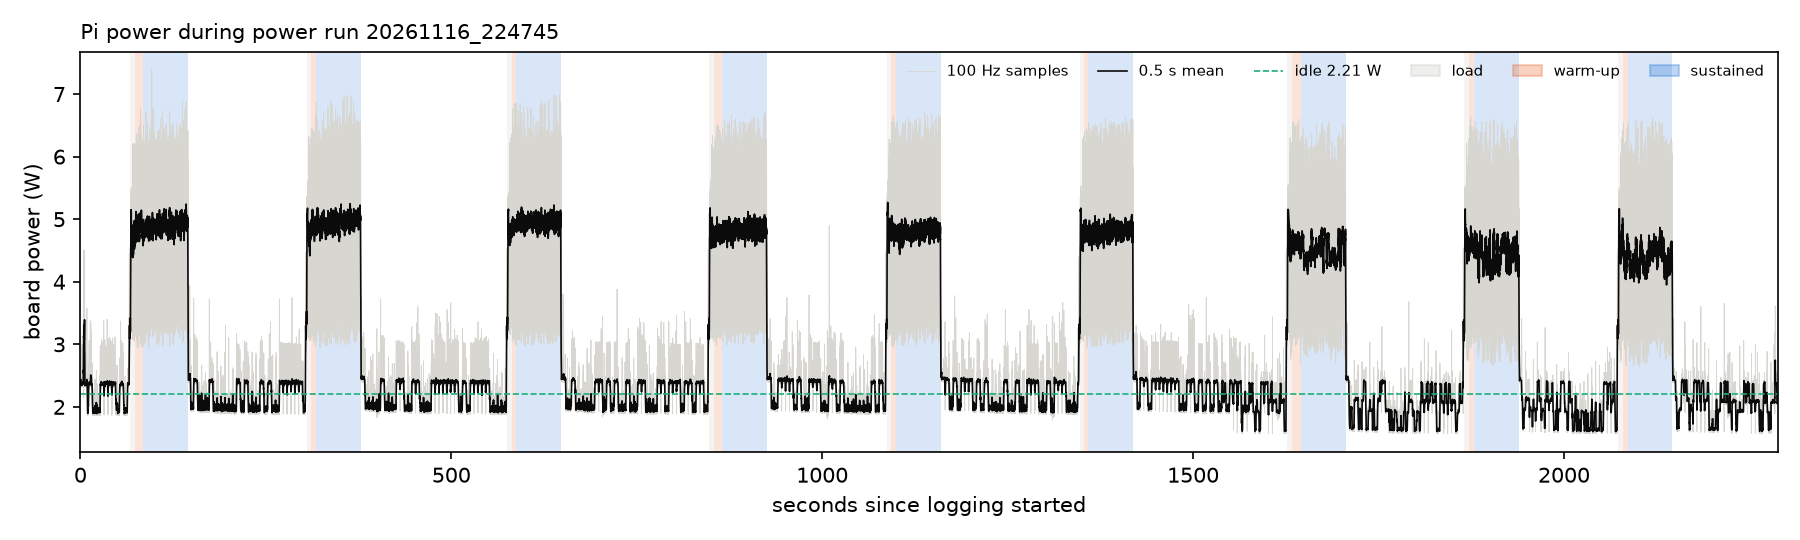 Pi power during power run 20261116_224745
100 Hz samples 0.5 s mean idle 2.21 W load warm-up sustained
7
6
5
4
3
2
board power (W)
0 500 1000 1500 2000
seconds since logging started